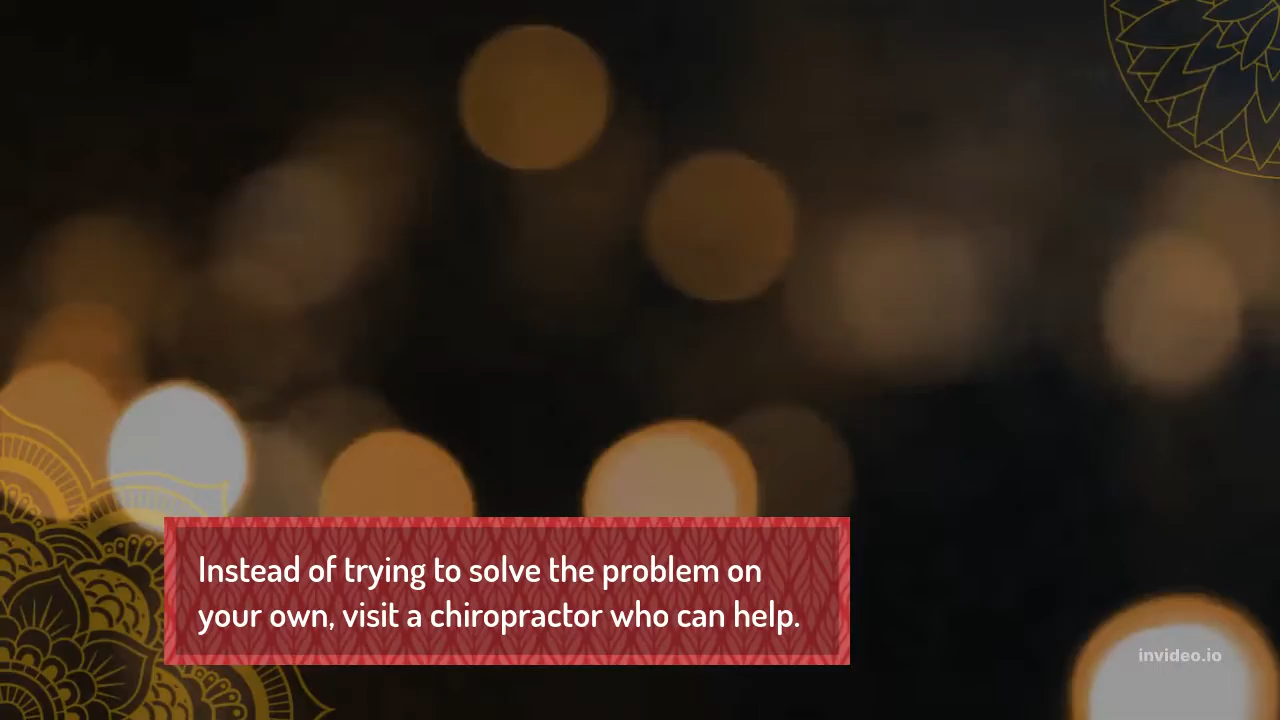 Instead of trying to solve the problem on
your own, visit a chiropractor who can help.
invideo.io